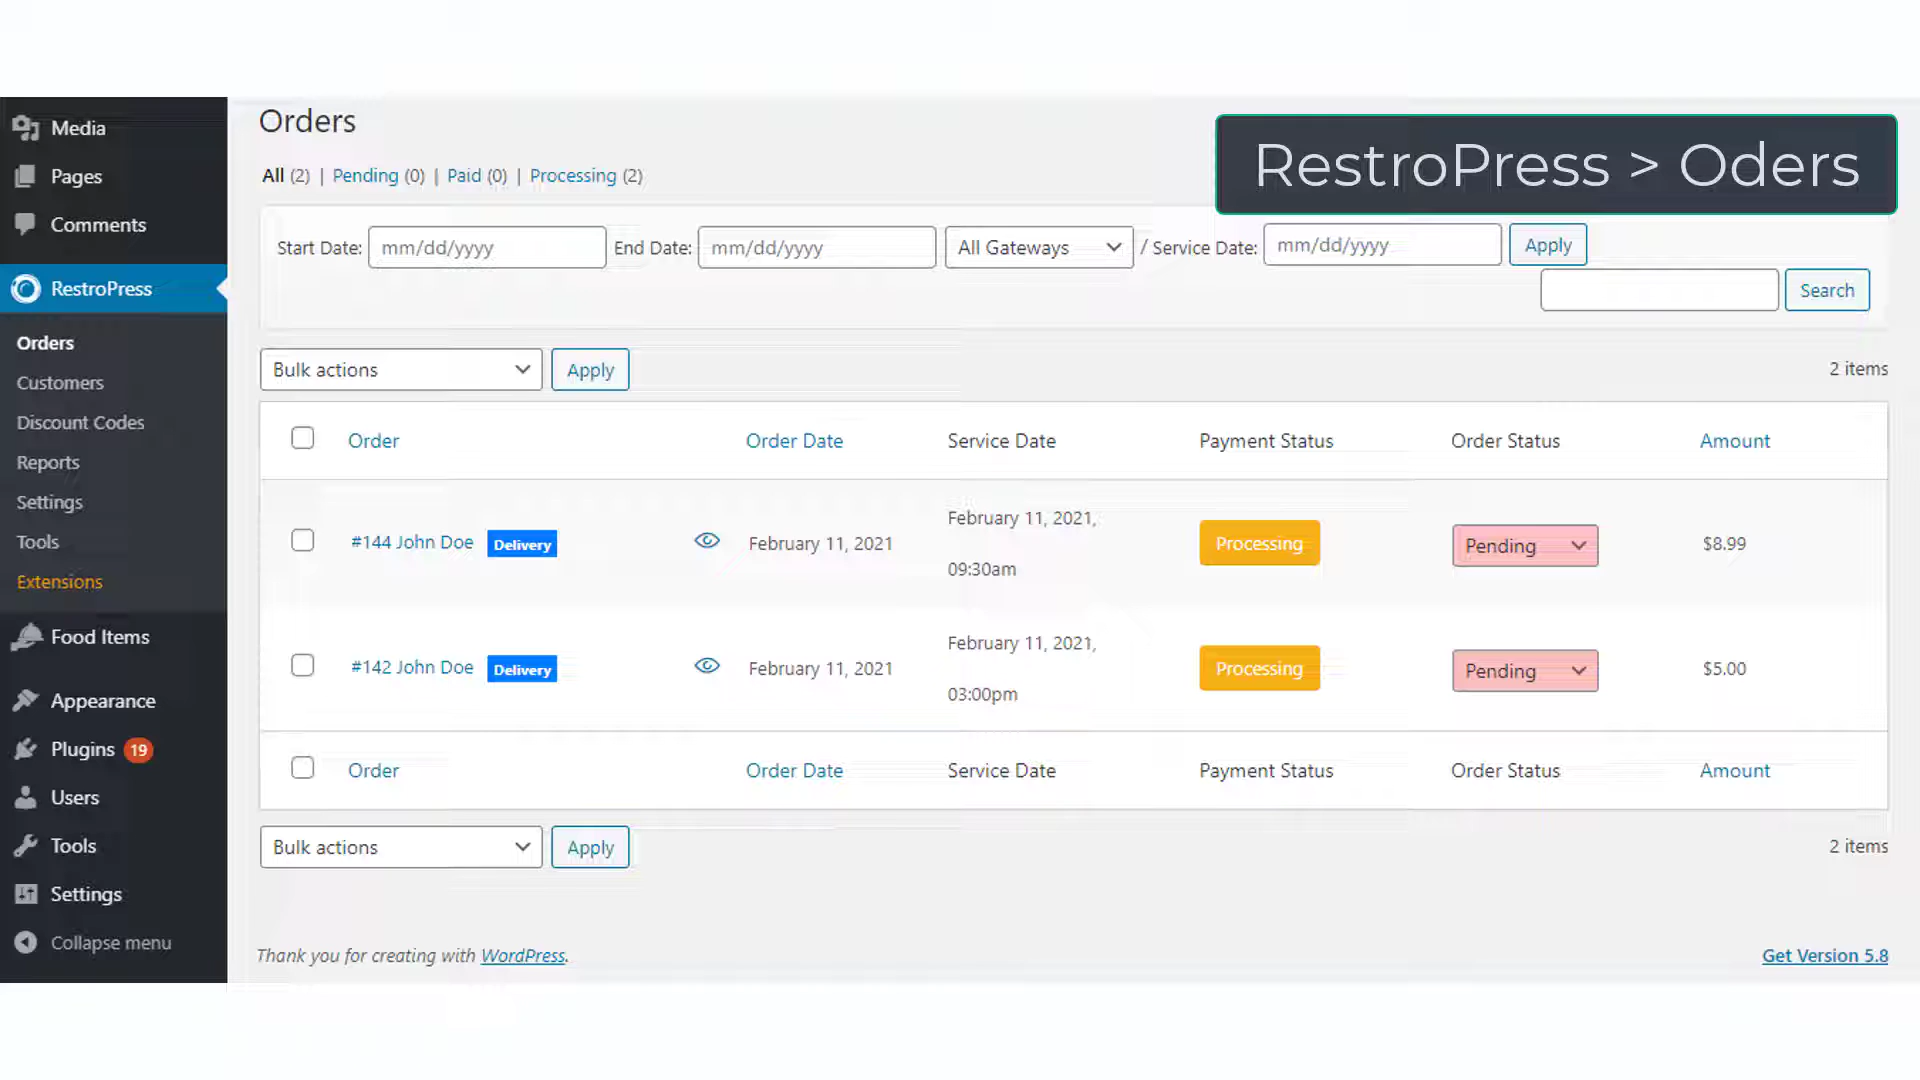 Media
Pages
Comments
RestroPress
Orders
Customers
Discount Codes
Reports
Settings
Tools
Extensions
Food Items
Appearance
Plugins 19
Users
Tools
Settings
Collapse menu
Orders
RestroPress > Oders
All (2) | Pending (0) | Paid (0) | Processing (2)
Start Date: mm/dd/yyyy End Date: mm/dd/yyyy All Gateways / Service Date: mm/dd/yyyy Apply
Search
Bulk actions Apply 2 items
Order Order Date Service Date Payment Status Order Status Amount
#144 John Doe Delivery February 11, 2021 February 11, 2021, Processing Pending $8.99
09:30am
#142 John Doe Delivery February 11, 2021 February 11, 2021, Processing Pending $5.00
03:00pm
Order Order Date Service Date Payment Status Order Status Amount
Bulk actions Apply 2 items
Thank you for creating with WordPress. Get Version 5.8